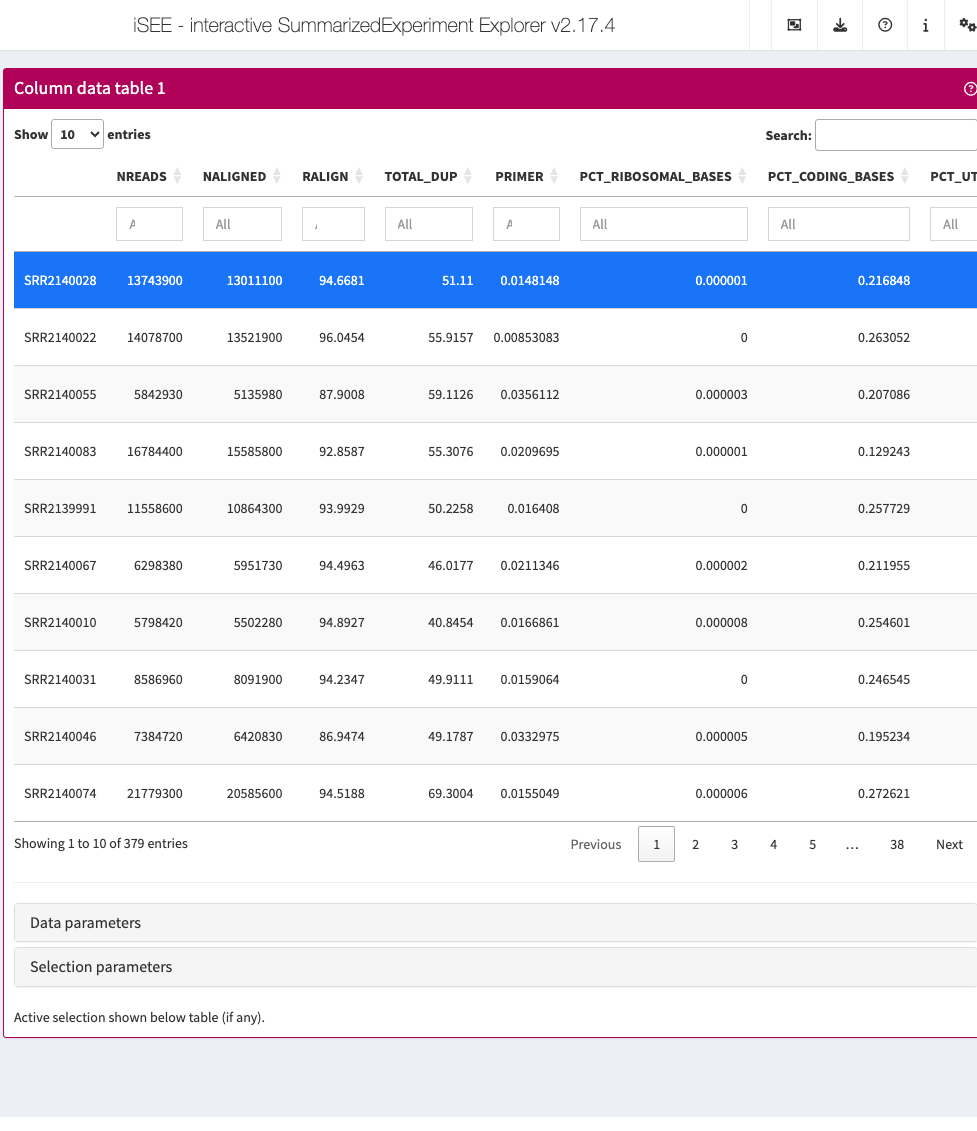 iSEE - interactive SummarizedExperiment Explorer v2.17.4
Column data table 1
Show 10 entries
Search:
NREADS NALIGNED RALIGN TOTAL_DUP PRIMER PCT_RIBOSOMAL_BASES PCT_CODING_BASES PCT_UT
All All All All All
SRR2140028 13743900 13011100 94.6681 51.11 0.0148148 0.000001 0.216848
SRR2140022 14078700 13521900 96.0454 55.9157 0.00853083 0 0.263052
SRR2140055 5842930 5135980 87.9008 59.1126 0.0356112 0.000003 0.207086
SRR2140083 16784400 15585800 92.8587 55.3076 0.0209695 0.000001 0.129243
SRR2139991 11558600 10864300 93.9929 50.2258 0.016408 0 0.257729
SRR2140067 6298380 5951730 94.4963 46.0177 0.0211346 0.000002 0.211955
SRR2140010 5798420 5502280 94.8927 40.8454 0.0166861 0.000008 0.254601
SRR2140031 8586960 8091900 94.2347 49.9111 0.0159064 0 0.246545
SRR2140046 7384720 6420830 86.9474 49.1787 0.0332975 0.000005 0.195234
SRR2140074 21779300 20585600 94.5188 69.3004 0.0155049 0.000006 0.272621
Showing 1 to 10 of 379 entries
Previous 1 2 3 4 5 … 38 Next
Data parameters
Selection parameters
Active selection shown below table (if any).